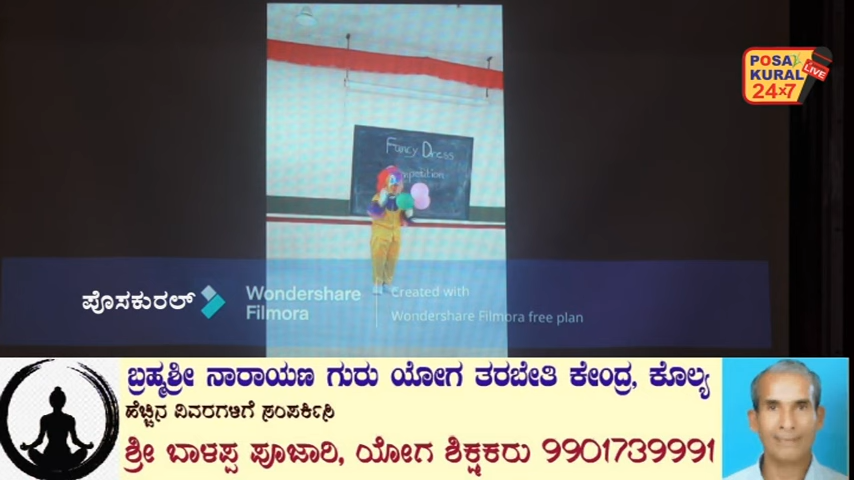 POSA
KURAL
LIVE
24x7
Fancy Dress
Competition
ಪೊಸಕುರಲ್
Wondershare
Filmora
Created with
Wondershare Filmora free plan
ಬ್ರಹ್ಮಶ್ರೀ ನಾರಾಯಣ ಗುರು ಯೋಗ ತರಬೇತಿ ಕೇಂದ್ರ, ಕೊಲ್ಯ
ಹೆಚ್ಚಿನ ವಿವರಗಳಿಗೆ ಸಂಪರ್ಕಿಸಿ
ಶ್ರೀ ಬಾಳಪ್ಪ ಪೂಜಾರಿ, ಯೋಗ ಶಿಕ್ಷಕರು 9901739991